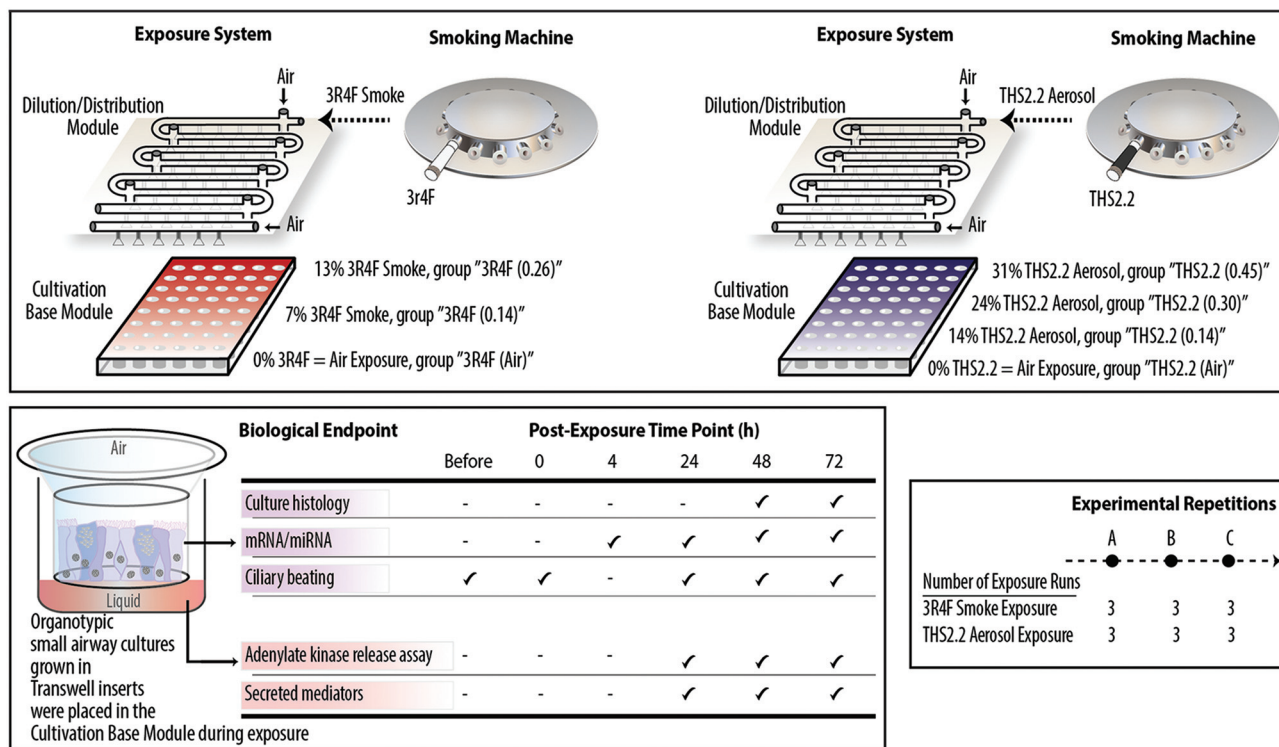 Exposure System
Smoking Machine
Air
3R4F Smoke
Dilution/Distribution
Module
3r4F
Air
Cultivation
Base Module
13% 3R4F Smoke, group "3R4F (0.26)"
7% 3R4F Smoke, group "3R4F (0.14)"
0% 3R4F = Air Exposure, group "3R4F (Air)"
Exposure System
Smoking Machine
Air
THS2.2 Aerosol
Dilution/Distribution
Module
THS2.2
Air
Cultivation
Base Module
31% THS2.2 Aerosol, group "THS2.2 (0.45)"
24% THS2.2 Aerosol, group "THS2.2 (0.30)"
14% THS2.2 Aerosol, group "THS2.2 (0.14)"
0% THS2.2 = Air Exposure, group "THS2.2 (Air)"
Air
Liquid
Organotypic
small airway cultures
grown in
Transwell inserts
were placed in the
Cultivation Base Module during exposure
Biological Endpoint Post-Exposure Time Point (h)
Before 0 4 24 48 72
Culture histology - - - - ✓ ✓
mRNA/miRNA - - ✓ ✓ ✓ ✓
Ciliary beating ✓ ✓ - ✓ ✓ ✓
Adenylate kinase release assay - - - ✓ ✓ ✓
Secreted mediators - - - ✓ ✓ ✓
Experimental Repetitions
A B C
Number of Exposure Runs
3R4F Smoke Exposure 3 3 3
THS2.2 Aerosol Exposure 3 3 3